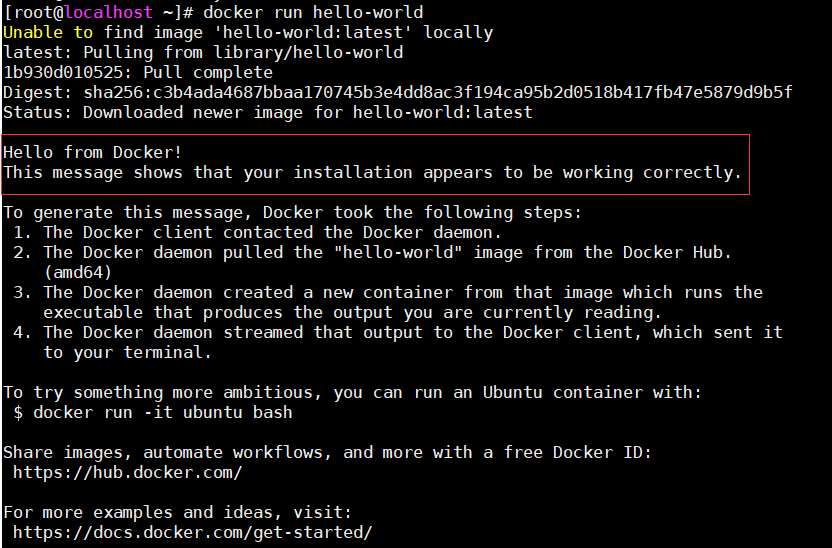 [root@localhost ~]# docker run hello-world
Unable to find image 'hello-world:latest' locally
latest: Pulling from library/hello-world
1b930d010525: Pull complete
Digest: sha256:c3b4ada4687bbaa170745b3e4dd8ac3f194ca95b2d0518b417fb47e5879d9b5f
Status: Downloaded newer image for hello-world:latest
Hello from Docker!
This message shows that your installation appears to be working correctly.
To generate this message, Docker took the following steps:
1. The Docker client contacted the Docker daemon.
2. The Docker daemon pulled the "hello-world" image from the Docker Hub.
(amd64)
3. The Docker daemon created a new container from that image which runs the
executable that produces the output you are currently reading.
4. The Docker daemon streamed that output to the Docker client, which sent it
to your terminal.
To try something more ambitious, you can run an Ubuntu container with:
$ docker run -it ubuntu bash
Share images, automate workflows, and more with a free Docker ID:
https://hub.docker.com/
For more examples and ideas, visit:
https://docs.docker.com/get-started/